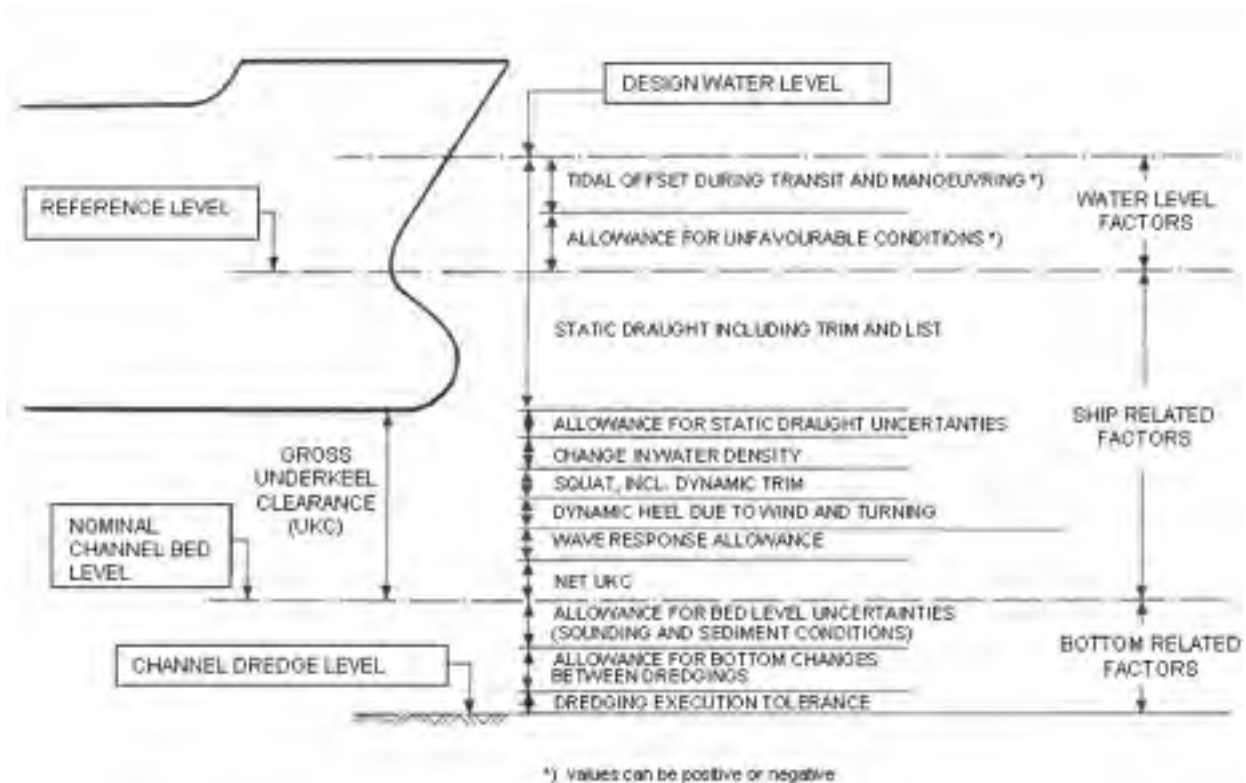 DESIGN WATER LEVEL
TIDAL OFFSET DURING TRANSIT AND MANOEUVRING *)
WATER LEVEL
FACTORS
REFERENCE LEVEL
ALLOWANCE FOR UNFAVOURABLE CONDITIONS *)
STATIC DRAUGHT INCLUDING TRIM AND LIST
ALLOWANCE FOR STATIC DRAUGHT UNCERTANTIES
SHIP RELATED
FACTORS
GROSS
UNDERKEEL
CLEARANCE
(UKC)
CHANGE IN WATER DENSITY
SQUAT, INCL. DYNAMIC TRIM
DYNAMIC HEEL DUE TO WIND AND TURNING
NOMINAL
CHANNEL BED
LEVEL
WAVE RESPONSE ALLOWANCE
NET UKC
ALLOWANCE FOR BED LEVEL UNCERTAINTIES
(SOUNDING AND SEDIMENT CONDITIONS)
BOTTOM RELATED
FACTORS
CHANNEL DREDGE LEVEL
ALLOWANCE FOR BOTTOM CHANGES
BETWEEN DREDGINGS
DREDGING EXECUTION TOLERANCE
*) values can be positive or negative